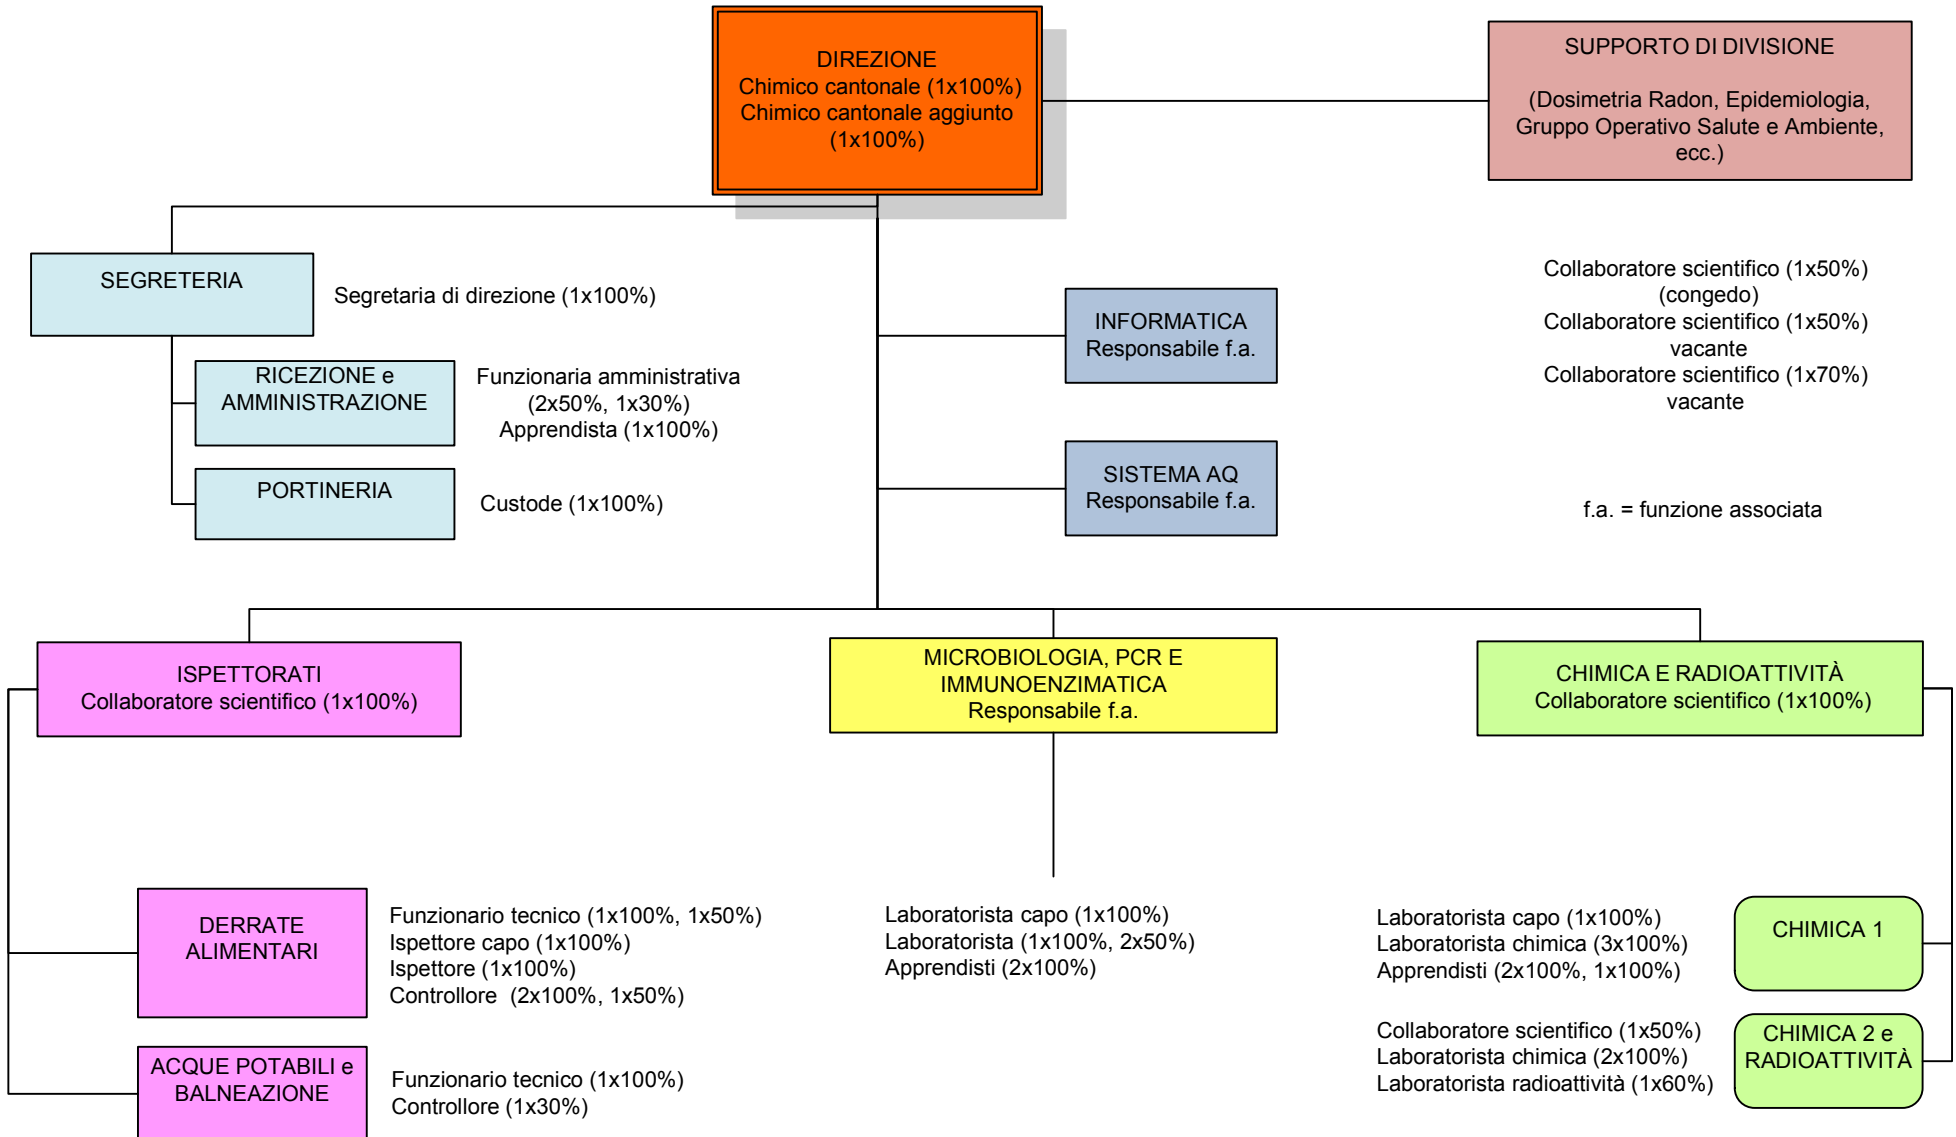 DIREZIONE
Chimico cantonale (1x100%)
Chimico cantonale aggiunto
(1x100%)
SUPPORTO DI DIVISIONE
(Dosimetria Radon, Epidemiologia,
Gruppo Operativo Salute e Ambiente,
ecc.)
SEGRETERIA
Segretaria di direzione (1x100%)
RICEZIONE e
AMMINISTRAZIONE
Funzionaria amministrativa
(2x50%, 1x30%)
Apprendista (1x100%)
PORTINERIA
Custode (1x100%)
INFORMATICA
Responsabile f.a.
SISTEMA AQ
Responsabile f.a.
Collaboratore scientifico (1x50%)
(congedo)
Collaboratore scientifico (1x50%)
vacante
Collaboratore scientifico (1x70%)
vacante
f.a. = funzione associata
ISPETTORATI
Collaboratore scientifico (1x100%)
MICROBIOLOGIA, PCR E
IMMUNOENZIMATICA
Responsabile f.a.
CHIMICA E RADIOATTIVITÀ
Collaboratore scientifico (1x100%)
DERRATE
ALIMENTARI
Funzionario tecnico (1x100%, 1x50%)
Ispettore capo (1x100%)
Ispettore (1x100%)
Controllore  (2x100%, 1x50%)
ACQUE POTABILI e
BALNEAZIONE
Funzionario tecnico (1x100%)
Controllore (1x30%)
Laboratorista capo (1x100%)
Laboratorista (1x100%, 2x50%)
Apprendisti (2x100%)
Laboratorista capo (1x100%)
Laboratorista chimica (3x100%)
Apprendisti (2x100%, 1x100%)
CHIMICA 1
Collaboratore scientifico (1x50%)
Laboratorista chimica (2x100%)
Laboratorista radioattività (1x60%)
CHIMICA 2 e
RADIOATTIVITÀ